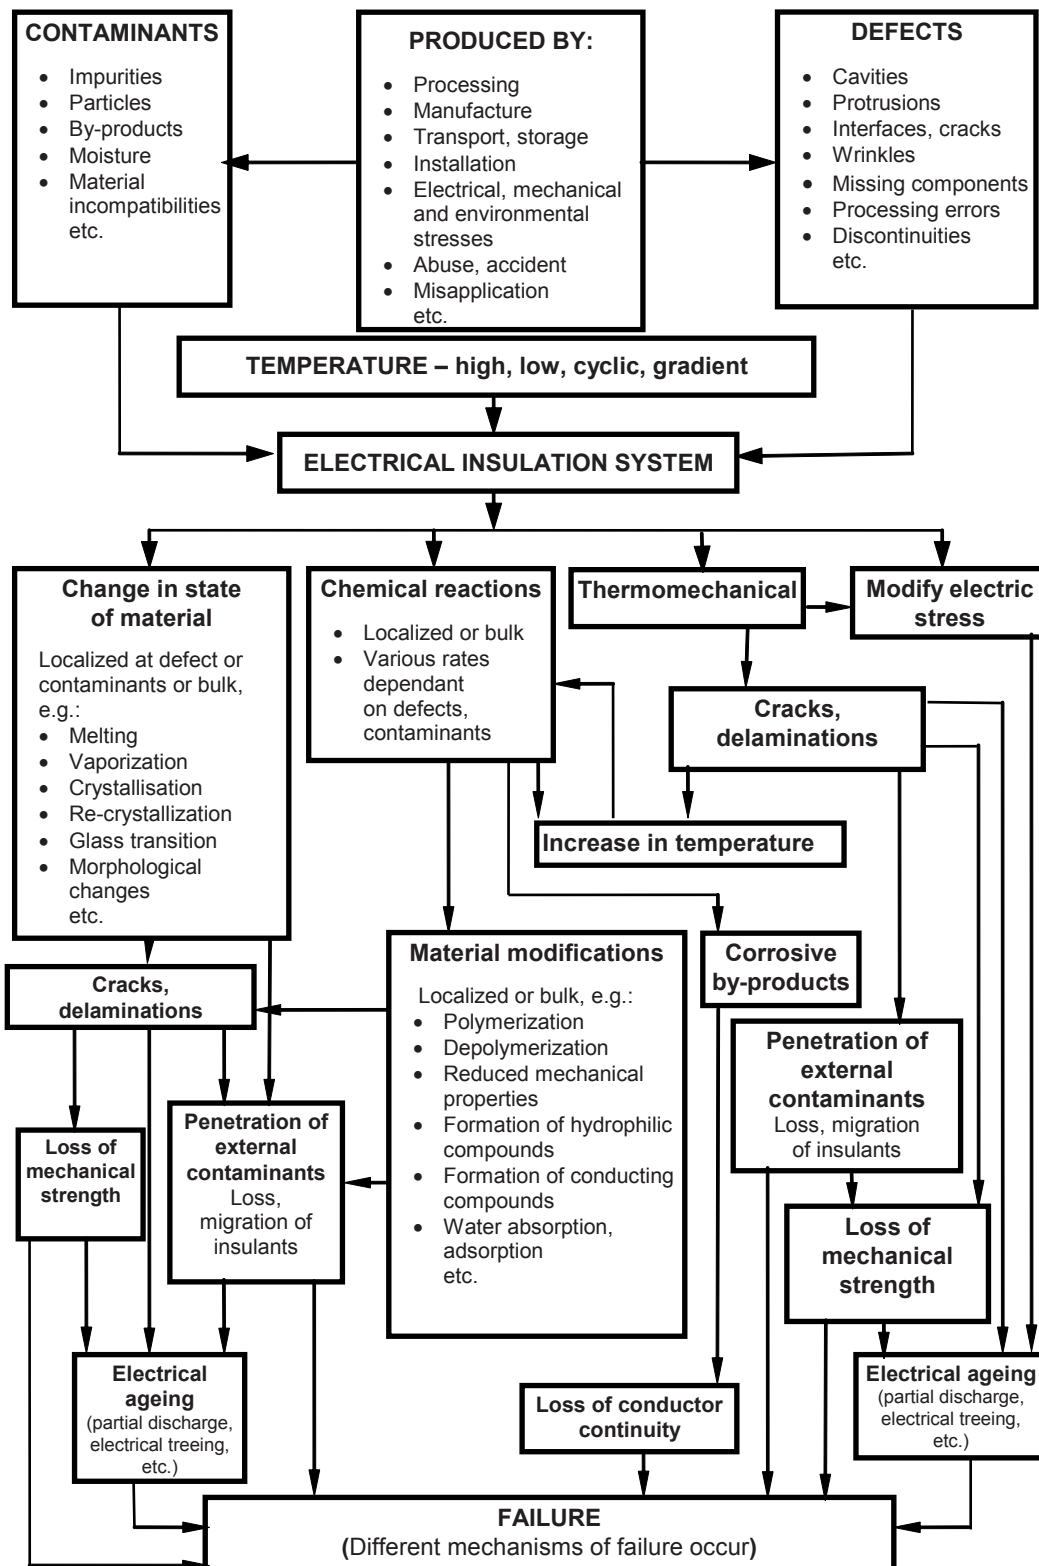 CONTAMINANTS
• Impurities
• Particles
• By-products
• Moisture
• Material
incompatibilities
etc.
PRODUCED BY:
• Processing
• Manufacture
• Transport, storage
• Installation
• Electrical, mechanical
and environmental
stresses
• Abuse, accident
• Misapplication
etc.
DEFECTS
• Cavities
• Protrusions
• Interfaces, cracks
• Wrinkles
• Missing components
• Processing errors
• Discontinuities
etc.
TEMPERATURE – high, low, cyclic, gradient
ELECTRICAL INSULATION SYSTEM
Change in state
of material
Localized at defect or
contaminants or bulk,
e.g.:
• Melting
• Vaporization
• Crystallisation
• Re-crystallization
• Glass transition
• Morphological
changes
etc.
Chemical reactions
• Localized or bulk
• Various rates
dependant
on defects,
contaminants
Thermomechanical
Modify electric
stress
Cracks,
delaminations
Increase in temperature
Cracks,
delaminations
Material modifications
Localized or bulk, e.g.:
• Polymerization
• Depolymerization
• Reduced mechanical
properties
• Formation of hydrophilic
compounds
• Formation of conducting
compounds
• Water absorption,
adsorption
etc.
Corrosive
by-products
Penetration of
external
contaminants
Loss, migration
of insulants
Loss of
mechanical
strength
Penetration of
external
contaminants
Loss,
migration of
insulants
Loss of
mechanical
strength
Electrical
ageing
(partial discharge,
electrical treeing,
etc.)
Loss of conductor
continuity
Electrical ageing
(partial discharge,
electrical treeing,
etc.)
FAILURE
(Different mechanisms of failure occur)